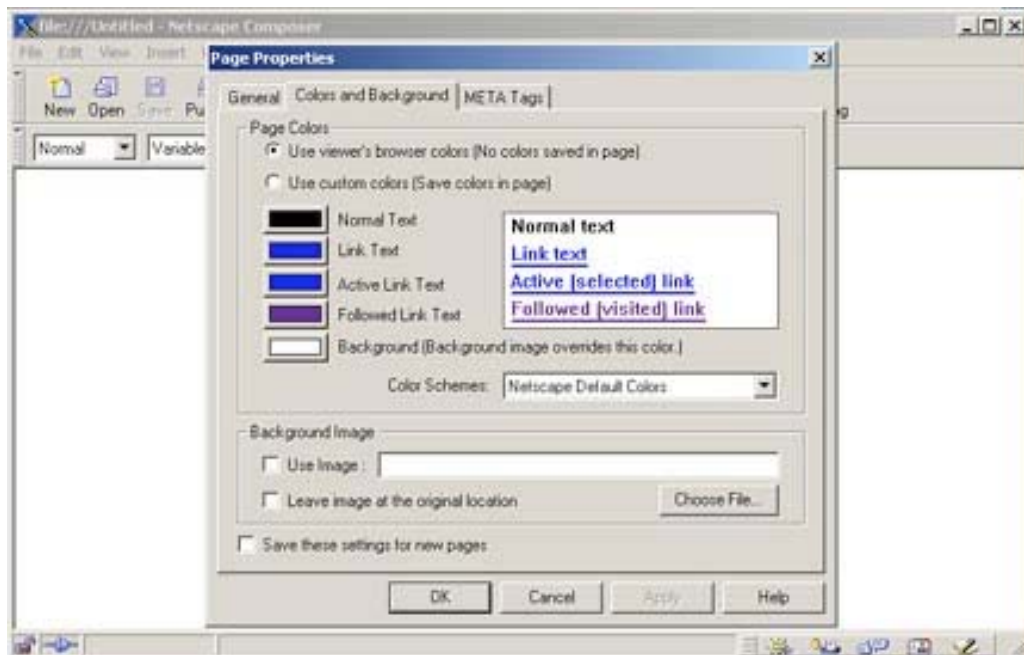 file:///Untitled - Netscape Composer
File Edit View Insert
New Open Save Pu
Normal Variable
Page Properties
General Colors and Background META Tags
Page Colors
Use viewer's browser colors (No colors saved in page)
Use custom colors (Save colors in page)
Normal Text
Link Text
Active Link Text
Followed Link Text
Background (Background image overrides this color.)
Normal text
Link text
Active [selected] link
Followed [visited] link
Color Schemes: Netscape Default Colors
Background Image
Use Image :
Leave image at the original location
Choose File...
Save these settings for new pages
OK Cancel Apply Help